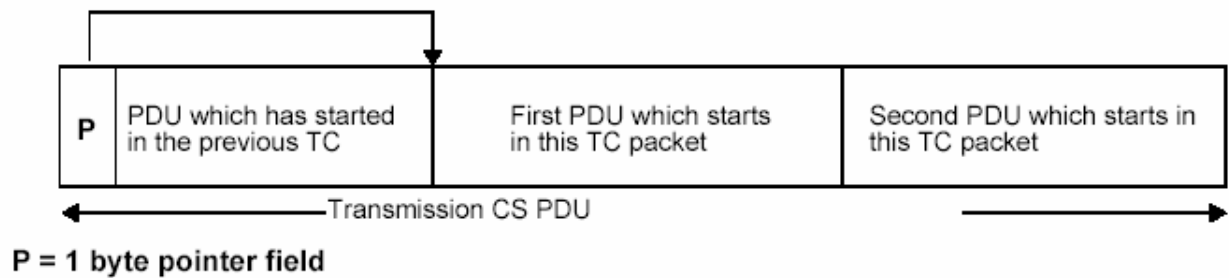 P
PDU which has started
in the previous TC
First PDU which starts
in this TC packet
Second PDU which starts in
this TC packet
Transmission CS PDU
P = 1 byte pointer field